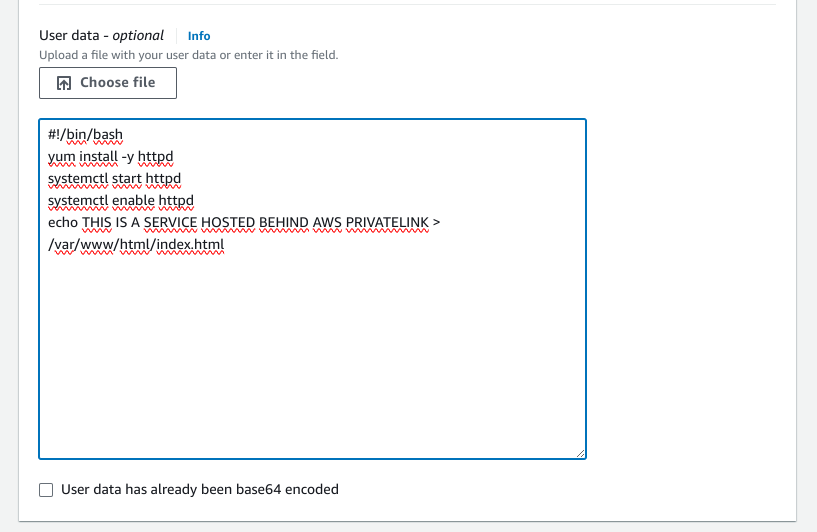 User data - optional Info
Upload a file with your user data or enter it in the field.
Choose file
#!/bin/bash
yum install -y httpd
systemctl start httpd
systemctl enable httpd
echo THIS IS A SERVICE HOSTED BEHIND AWS PRIVATELINK >
/var/www/html/index.html
User data has already been base64 encoded